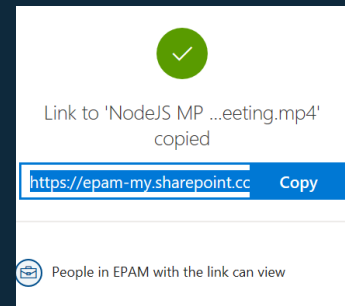 Link to 'NodeJS MP ...eeting.mp4'
copied
https://epam-my.sharepoint.cc
Copy
People in EPAM with the link can view